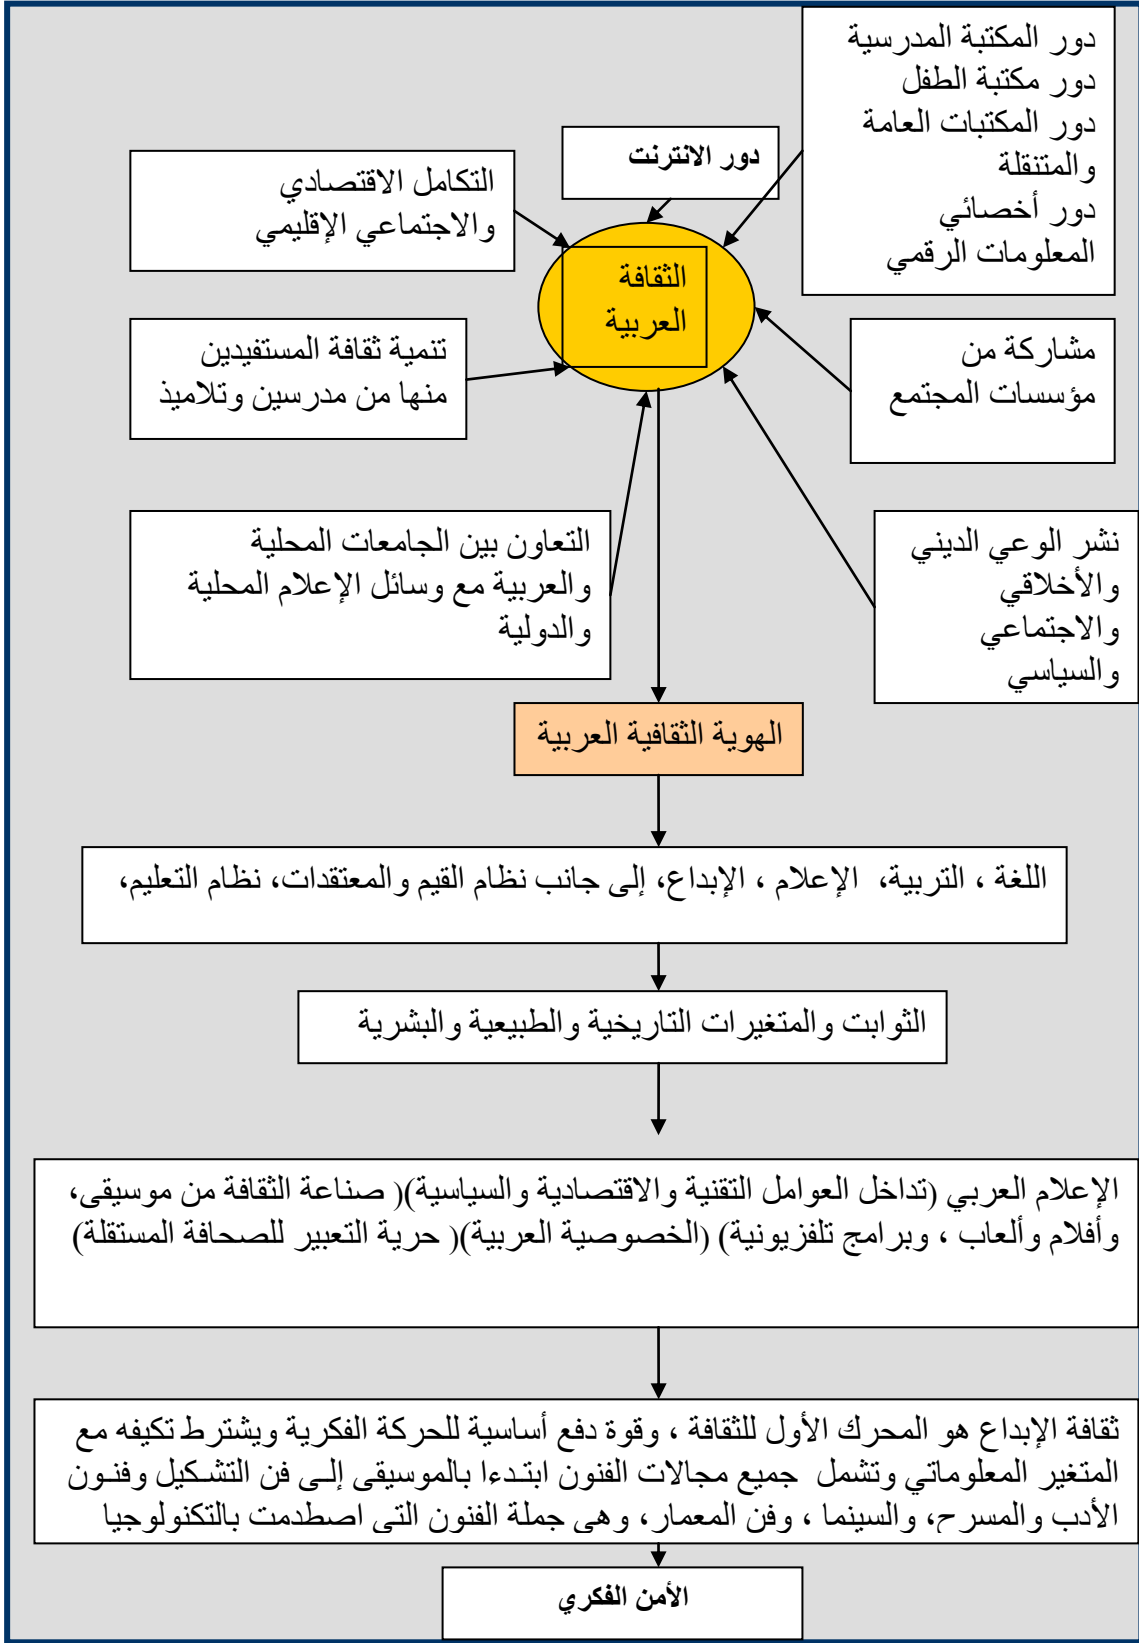 دور المكتبة المدرسية
دور مكتبة الطفل
دور المكتبات العامة
والمتنقلة
دور أخصائي
المعلومات الرقمي
دور الانترنت
التكامل الاقتصادي
والاجتماعي الإقليمي
الثقافة
العربية
مشاركة من
مؤسسات المجتمع
تنمية ثقافة المستفيدين
منها من مدرسين وتلاميذ
نشر الوعي الديني
والأخلاقي
والاجتماعي
والسياسي
التعاون بين الجامعات المحلية
والعربية مع وسائل الإعلام المحلية
والدولية
الهوية الثقافية العربية
اللغة ، التربية، الإعلام ، الإبداع، إلى جانب نظام القيم والمعتقدات، نظام التعليم،
الثوابت والمتغيرات التاريخية والطبيعية والبشرية
الإعلام العربي (تداخل العوامل التقنية والاقتصادية والسياسية)( صناعة الثقافة من موسيقى،
وأفلام وألعاب ، وبرامج تلفزيونية) (الخصوصية العربية)( حرية التعبير للصحافة المستقلة)
ثقافة الإبداع هو المحرك الأول للثقافة ، وقوة دفع أساسية للحركة الفكرية ويشترط تكيفه مع
المتغير المعلوماتي وتشمل جميع مجالات الفنون ابتدءا بالموسيقى إلـى فن التشـكيل وفنـون
الأدب والمسرح، والسينما ، وفن المعمار، وهي جملة الفنون التي اصطدمت بالتكنولوجيا
الأمن الفكري